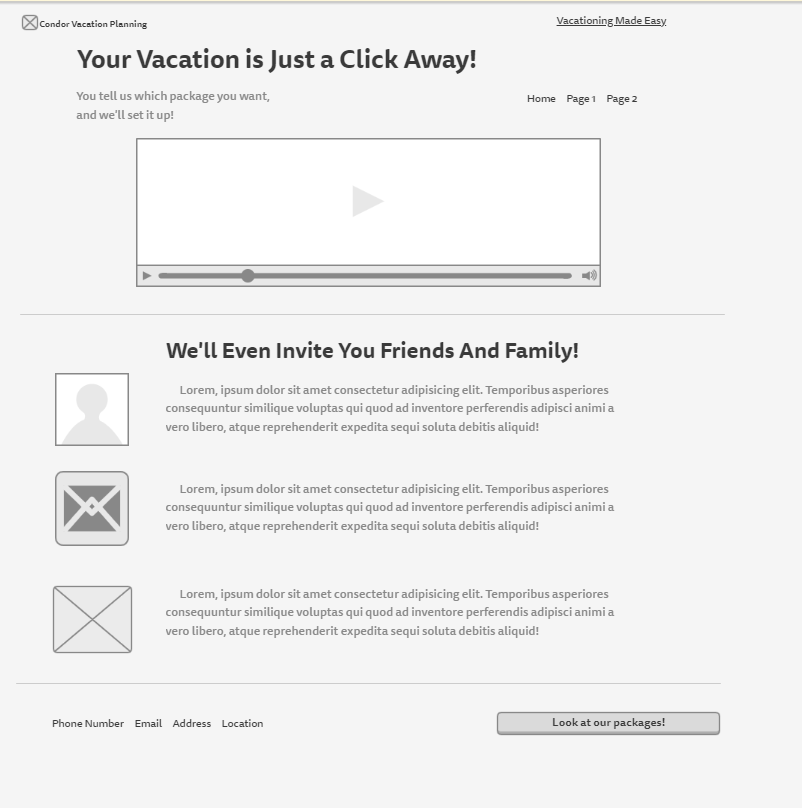 Condor Vacation Planning
Vacationing Made Easy
Your Vacation is Just a Click Away!
You tell us which package you want,
and we'll set it up!
Home Page 1 Page 2
We'll Even Invite You Friends And Family!
Lorem, ipsum dolor sit amet consectetur adipisicing elit. Temporibus asperiores
consequuntur similique voluptas qui quod ad inventore perferendis adipisci animi a
vero libero, atque reprehenderit expedita sequi soluta debitis aliquid!
Lorem, ipsum dolor sit amet consectetur adipisicing elit. Temporibus asperiores
consequuntur similique voluptas qui quod ad inventore perferendis adipisci animi a
vero libero, atque reprehenderit expedita sequi soluta debitis aliquid!
Lorem, ipsum dolor sit amet consectetur adipisicing elit. Temporibus asperiores
consequuntur similique voluptas qui quod ad inventore perferendis adipisci animi a
vero libero, atque reprehenderit expedita sequi soluta debitis aliquid!
Phone Number Email Address Location
Look at our packages!